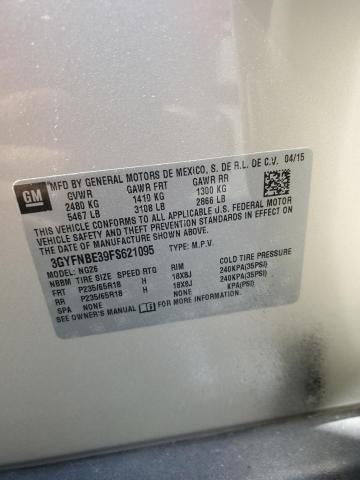 GM
MFD BY GENERAL MOTORS DE MEXICO, S. DE R.L. DE C.V. 04/15
GVWR GAWR FRT GAWR RR
2480 KG 1410 KG 1300 KG
5467 LB 3108 LB 2866 LB
THIS VEHICLE CONFORMS TO ALL APPLICABLE U.S. FEDERAL MOTOR
VEHICLE SAFETY AND THEFT PREVENTION STANDARDS IN EFFECT
ON THE DATE OF MANUFACTURE SHOWN ABOVE.
3GYFNBE39FS621095 TYPE: M.P.V.
MODEL: NG26
NBBM TIRE SIZE SPEED RTG RIM COLD TIRE PRESSURE
FRT P235/65R18 H 18X8J 240KPA(35PSI)
RR P235/65R18 H 18X8J 240KPA(35PSI)
SPA NONE NONE KPA(PSI)
SEE OWNER'S MANUAL FOR MORE INFORMATION.